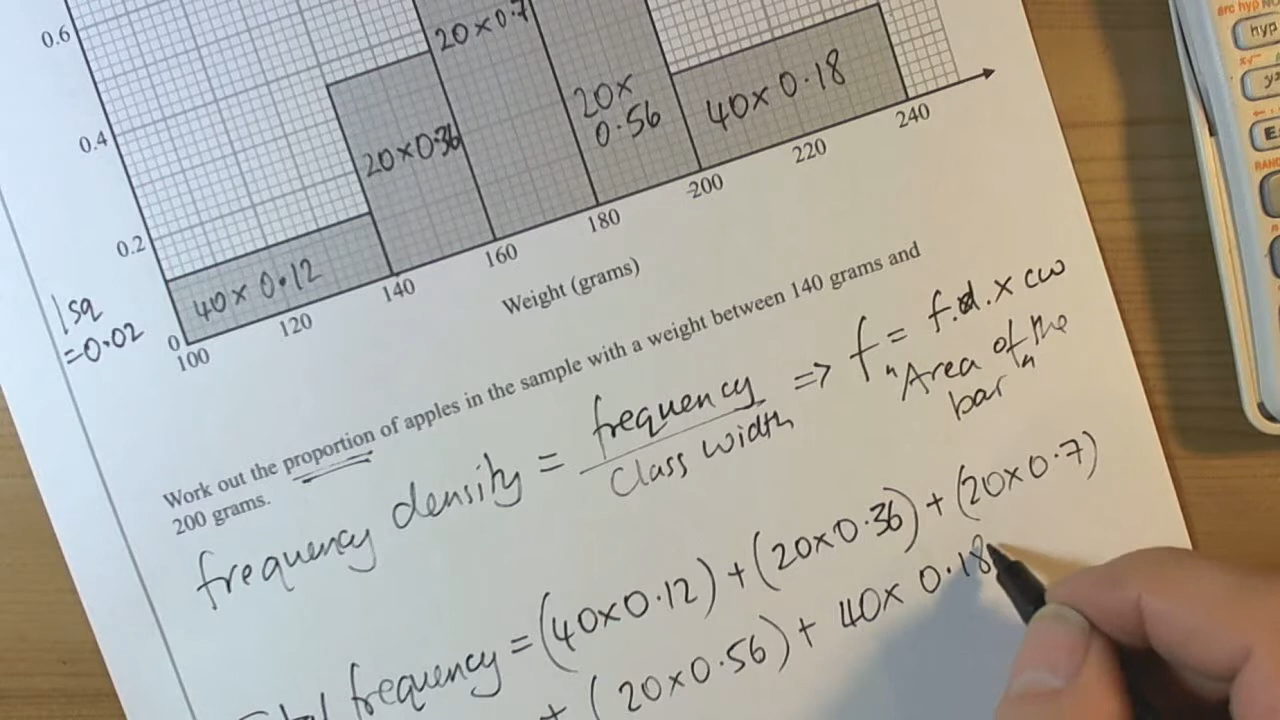 0.6
20×0.7
0.4
20×0.36
20×
0.56
40×0.18
0.2
40×0.12
0
100
120
140
160
180
200
220
240
1sq
=0.02
Weight (grams)
Work out the proportion of apples in the sample with a weight between 140 grams and
200 grams.
frequency density = frequency
Class width
=> f = f.d. × cw
"Area of the
bar"
frequency = (40×0.12) + (20×0.36) + (20×0.7)
+ (20×0.56) + 40× 0.18
arc hyp
hyp